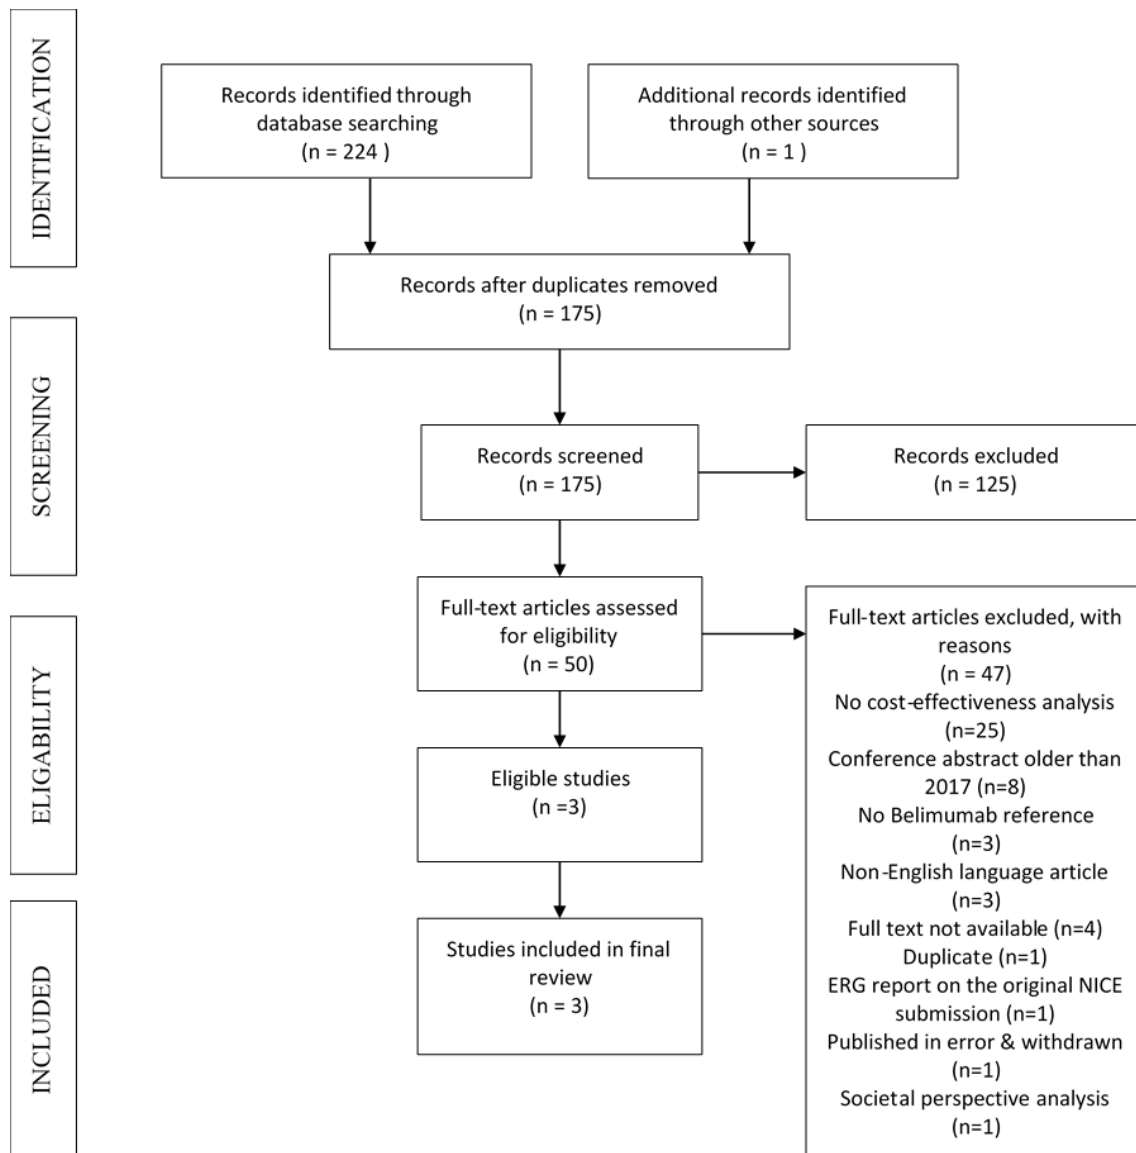 IDENTIFICATION
Records identified through
database searching
(n = 224 )
Additional records identified
through other sources
(n = 1 )
Records after duplicates removed
(n = 175)
SCREENING
Records screened
(n = 175)
Records excluded
(n = 125)
ELIGABILITY
Full-text articles assessed
for eligibility
(n = 50)
Full-text articles excluded, with
reasons
(n = 47)
No cost-effectiveness analysis
(n=25)
Conference abstract older than
2017 (n=8)
No Belimumab reference
(n=3)
Non-English language article
(n=3)
Full text not available (n=4)
Duplicate (n=1)
ERG report on the original NICE
submission (n=1)
Published in error & withdrawn
(n=1)
Societal perspective analysis
(n=1)
Eligible studies
(n =3)
INCLUDED
Studies included in final
review
(n = 3)